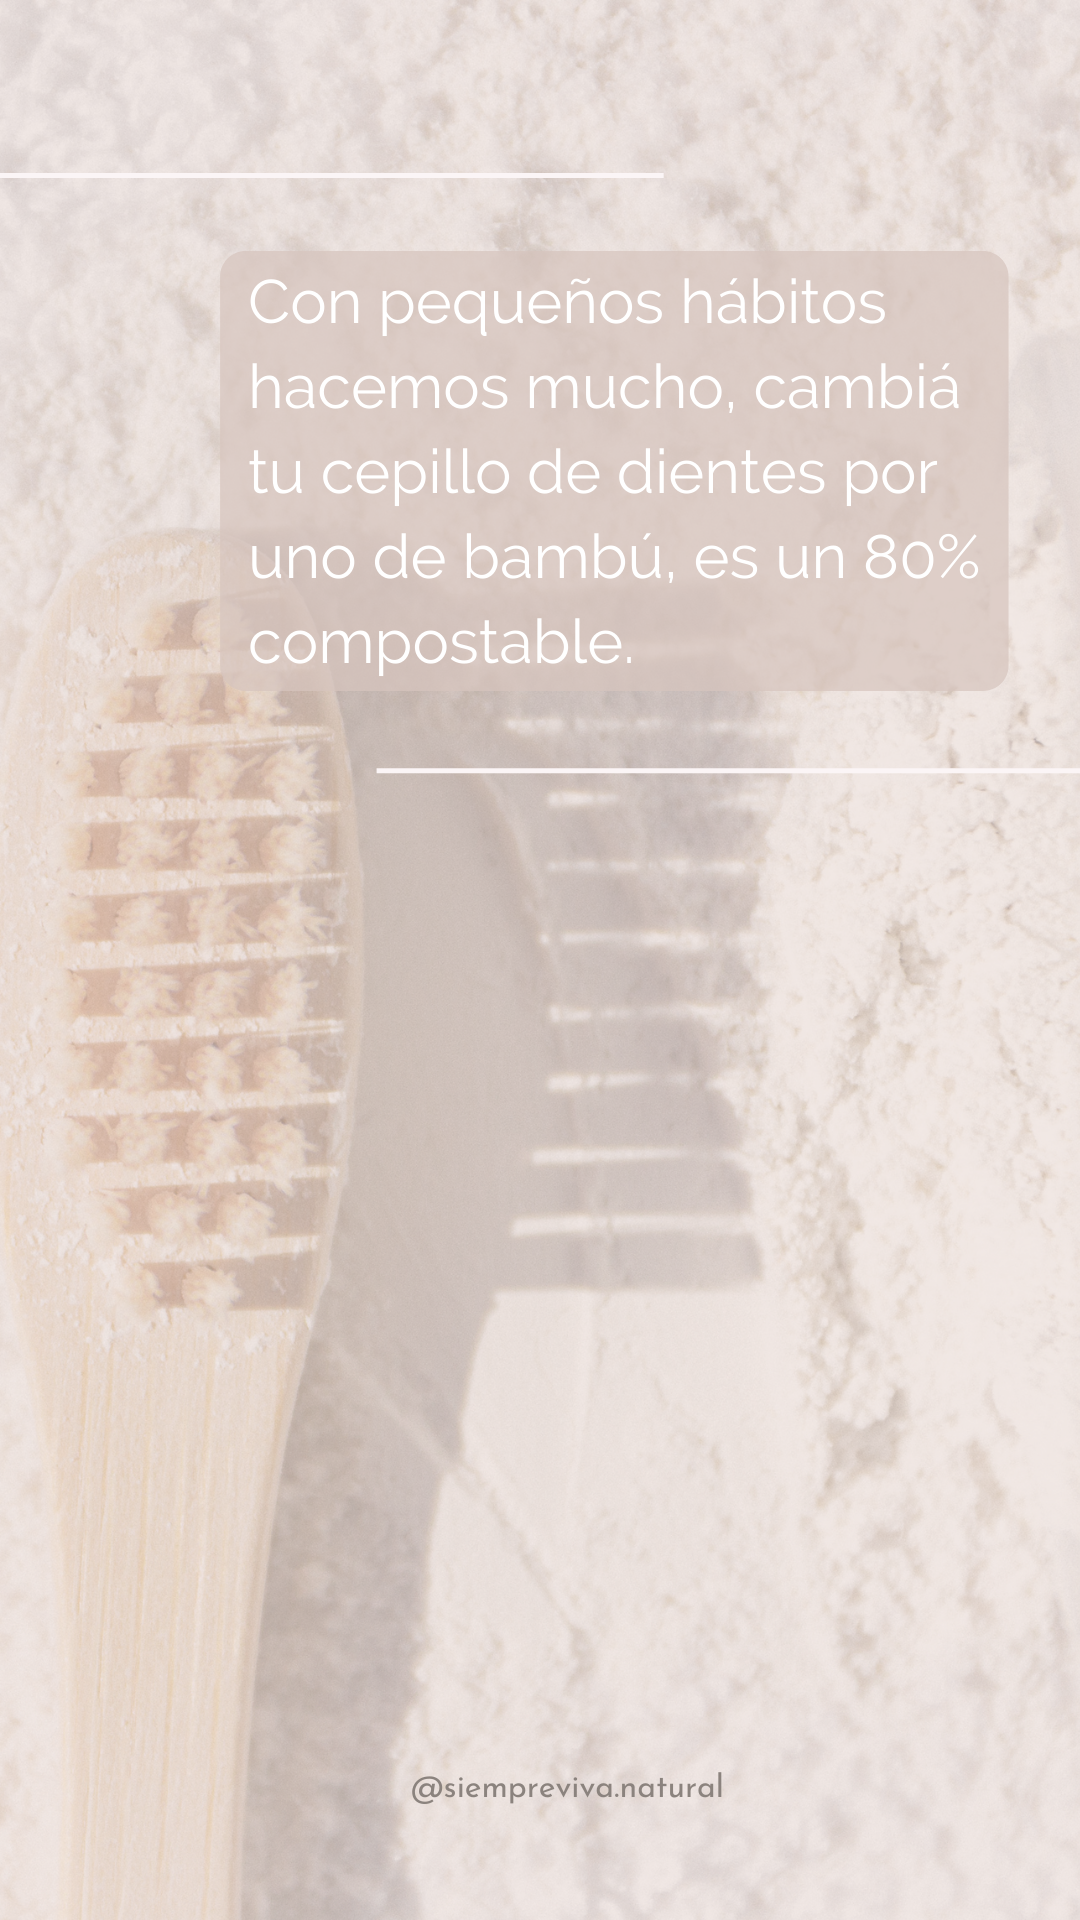 Con pequeños hábitos
hacemos mucho, cambiá
tu cepillo de dientes por
uno de bambú, es un 80%
compostable.
@siempreviva.natural